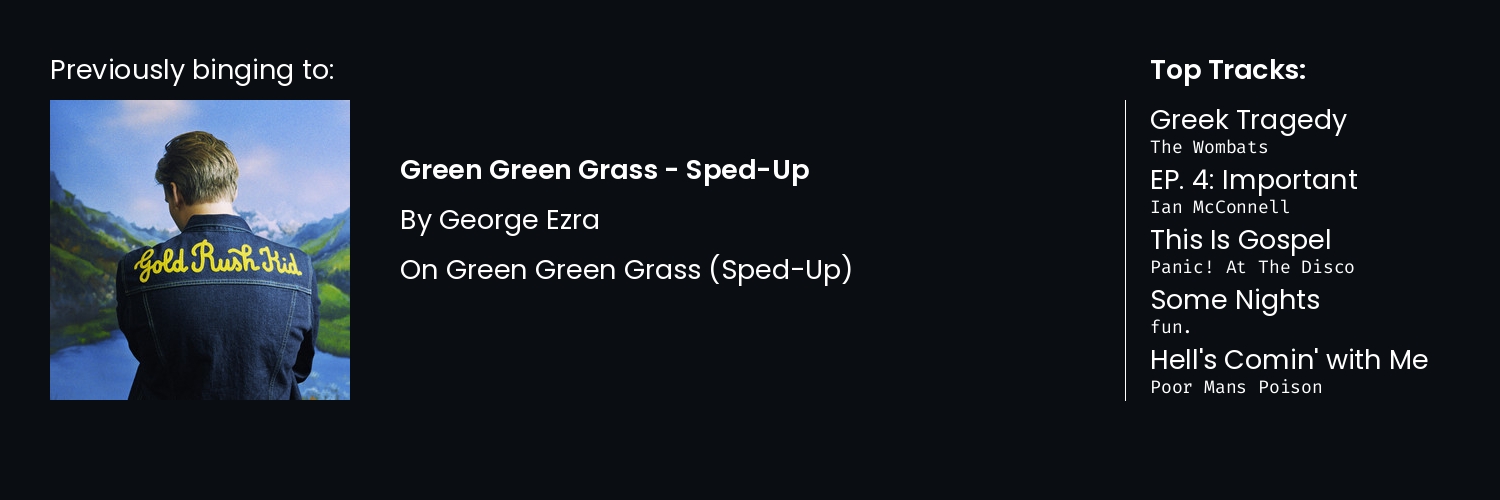 Previously binging to:
Gold Rush Kid
Green Green Grass - Sped-Up
By George Ezra
On Green Green Grass (Sped-Up)
Top Tracks:
Greek Tragedy
The Wombats
EP. 4: Important
Ian McConnell
This Is Gospel
Panic! At The Disco
Some Nights
fun.
Hell's Comin' with Me
Poor Mans Poison